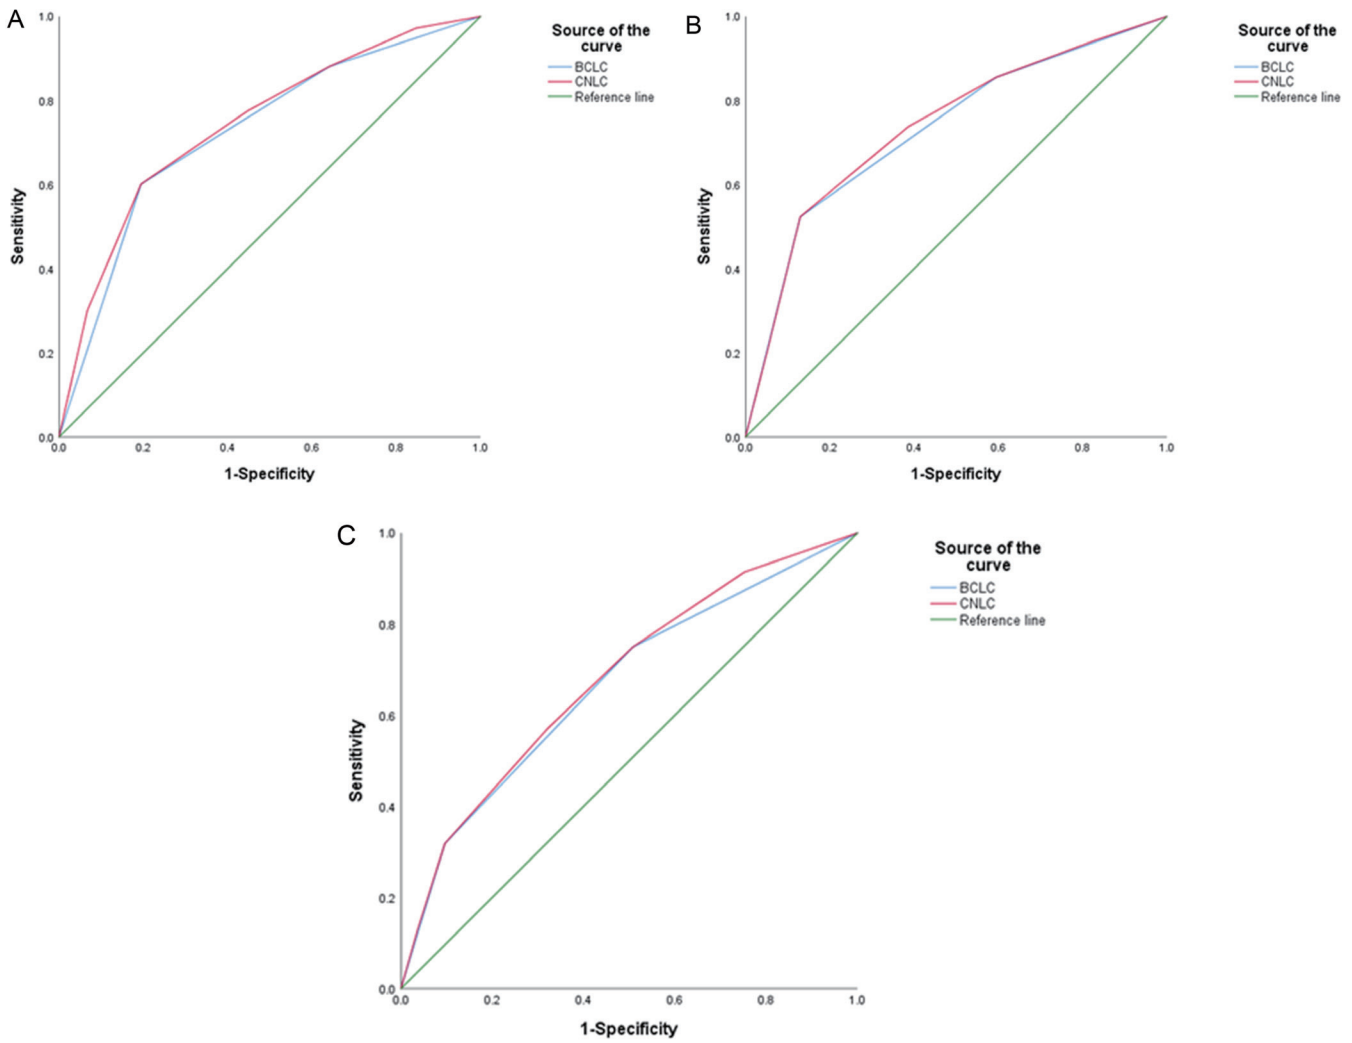 A
Source of the
curve
BCLC
CNLC
Reference line
1.0
0.8
0.6
0.4
0.2
0.0
Sensitivity
0.0 0.2 0.4 0.6 0.8 1.0
1-Specificity
B
Source of the
curve
BCLC
CNLC
Reference line
1.0
0.8
0.6
0.4
0.2
0.0
Sensitivity
0.0 0.2 0.4 0.6 0.8 1.0
1-Specificity
C
Source of the
curve
BCLC
CNLC
Reference line
1.0
0.8
0.6
0.4
0.2
0.0
Sensitivity
0.0 0.2 0.4 0.6 0.8 1.0
1-Specificity